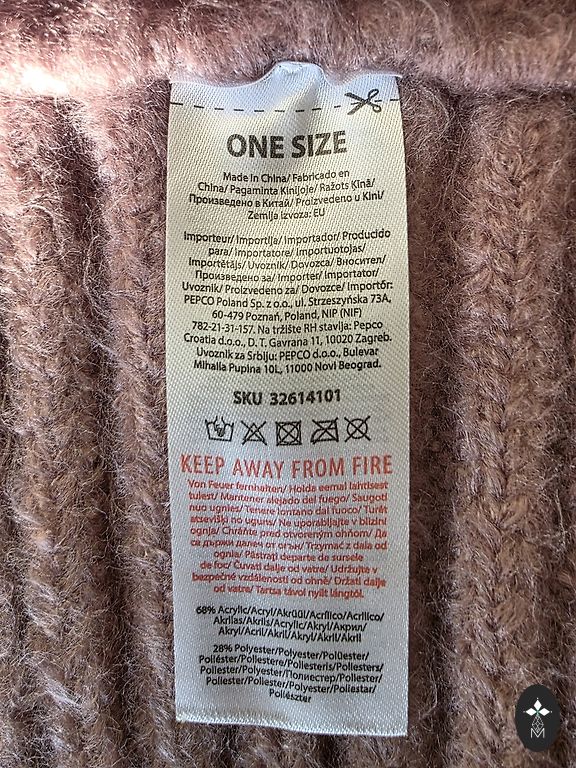 ONE SIZE
Made in China/ Fabricado en
China/ Pagaminta Kinijoje/ Ražots Ķīnā/
Произведено в Китай/ Proizvedeno u Kini/
Zemlja izvoza: EU
Importeur/ Importija/ Importador/ Producido
para/ Importatore/ Importuotojas/
Importētājs/ Uvoznik/ Dovozca/ Вносител/
Произведено за/ Importer/ Importator/
Uvoznik/ Proizvedeno za/ Dovozce/ Importőr:
PEPCO Poland Sp. z o.o., ul. Strzeszyńska 73A,
60-479 Poznań, Poland, NIP (NIF)
782-21-31-157. Na tržište RH stavlja: Pepco
Croatia d.o.o., D. T. Gavrana 11, 10020 Zagreb.
Uvoznik za Srbiju: PEPCO d.o.o., Bulevar
Mihaila Pupina 10L, 11000 Novi Beograd.
SKU 32614101
KEEP AWAY FROM FIRE
Von Feuer fernhalten/ Holda eemal lahtisest
tulest/ Mantener alejado del fuego/ Saugoti
nuo ugnies/ Tenere lontano dal fuoco/ Turēt
atsevišķi no uguns/ Ne uporabljajte v bližini
ognja/ Chráňte pred otvoreným ohňom/ Да
се държи далеч от огън/ Trzymać z dala od
ognia/ Păstrați departe de sursele
de foc/ Čuvati dalje od vatre/ Udržujte v
bezpečné vzdálenosti od ohně/ Držati dalje
od vatre/ Tartsa távol nyílt lángtól.
68% Acrylic/Acryl/Akrüül/Acrílico/Acrilico/
Akrilas/Akrils/Acrylic/Akryl/Акрил/
Akryl/Acril/Akril/Akryl/Akril/Akril
28% Polyester/Polyester/Polüester/
Poliéster/Poliestere/Poliesteris/Poliesters/
Poliester/Polyester/Полиестер/Poliester/
Poliester/Poliester/Polyester/Poliestar/
Poliészter
M